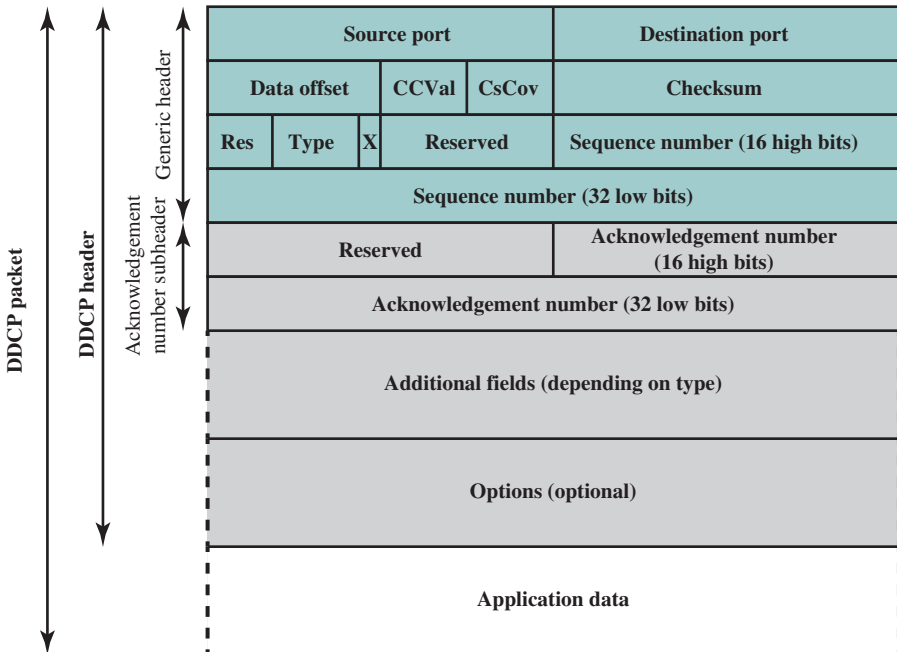 Source port
Destination port
Data offset
CCVal
CsCov
Checksum
Res
Type
X
Reserved
Sequence number (16 high bits)
Sequence number (32 low bits)
Reserved
Acknowledgement number
(16 high bits)
Acknowledgement number (32 low bits)
Additional fields (depending on type)
Options (optional)
Application data
DDCP packet
DDCP header
Generic header
Acknowledgement
number subheader